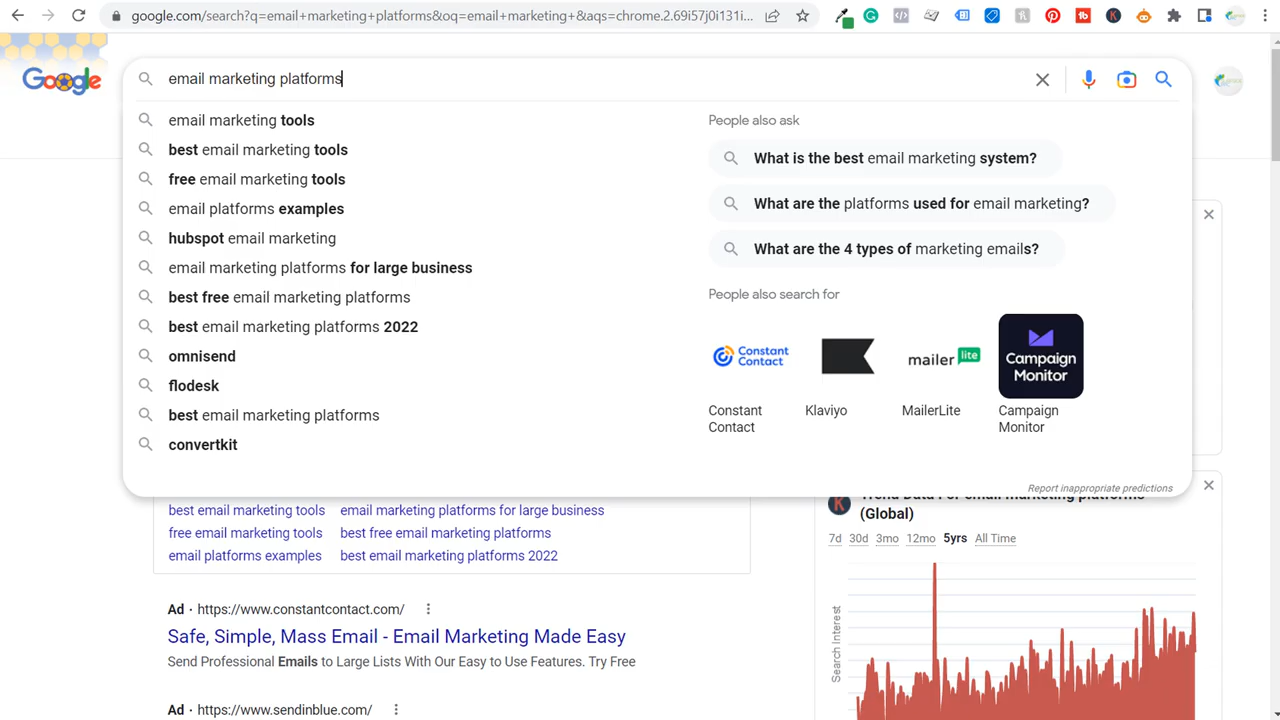 google.com/search?q=email+marketing+platforms&oq=email+marketing+&aqs=chrome.2.69i57j0i131i...
Google
email marketing platforms
email marketing tools
best email marketing tools
free email marketing tools
email platforms examples
hubspot email marketing
email marketing platforms for large business
best free email marketing platforms
best email marketing platforms 2022
omnisend
flodesk
best email marketing platforms
convertkit
People also ask
What is the best email marketing system?
What are the platforms used for email marketing?
What are the 4 types of marketing emails?
People also search for
Constant
Contact
mailer lite
Campaign
Monitor
Constant
Contact
Klaviyo
MailerLite
Campaign
Monitor
Report inappropriate predictions
best email marketing tools
email marketing platforms for large business
free email marketing tools
best free email marketing platforms
email platforms examples
best email marketing platforms 2022
Ad · https://www.constantcontact.com/
Safe, Simple, Mass Email - Email Marketing Made Easy
Send Professional Emails to Large Lists With Our Easy to Use Features. Try Free
Ad · https://www.sendinblue.com/
K
Trend Data For email marketing platforms
(Global)
7d 30d 3mo 12mo 5yrs All Time
Search Interest